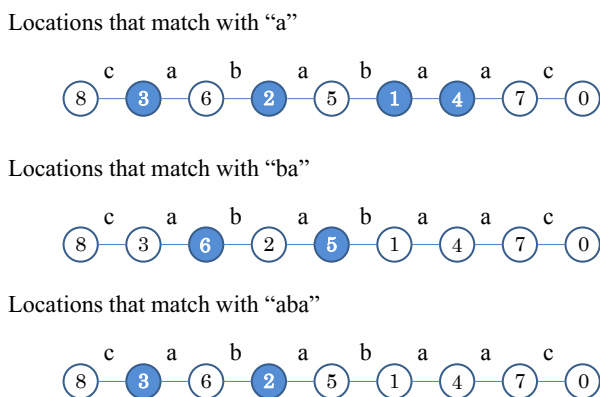 Locations that match with “a”
c a b a b a a c
8 3 6 2 5 1 4 7 0
Locations that match with “ba”
c a b a b a a c
8 3 6 2 5 1 4 7 0
Locations that match with “aba”
c a b a b a a c
8 3 6 2 5 1 4 7 0